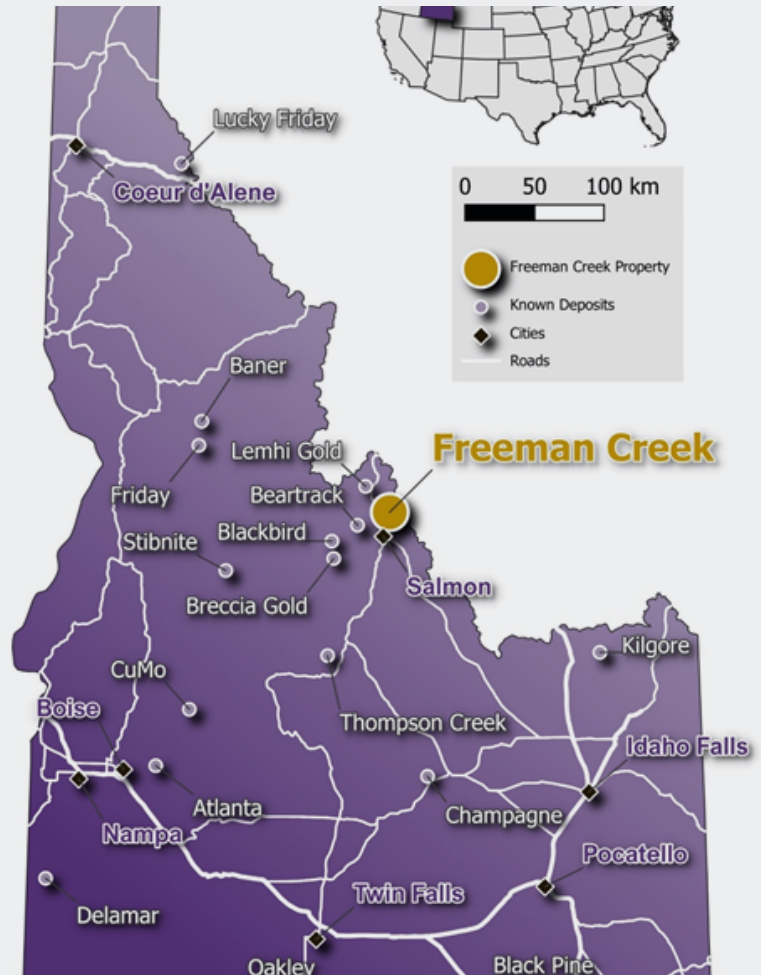 Lucky Friday
Coeur d'Alene
0 50 100 km
Freeman Creek Property
Known Deposits
Cities
Roads
Baner
Freeman Creek
Lemhi Gold
Friday
Beartrack
Blackbird
Stibnite
Salmon
Breccia Gold
Kilgore
CuMo
Boise
Thompson Creek
Idaho Falls
Atlanta
Champagne
Nampa
Pocatello
Twin Falls
Delamar
Oakley
Black Pine